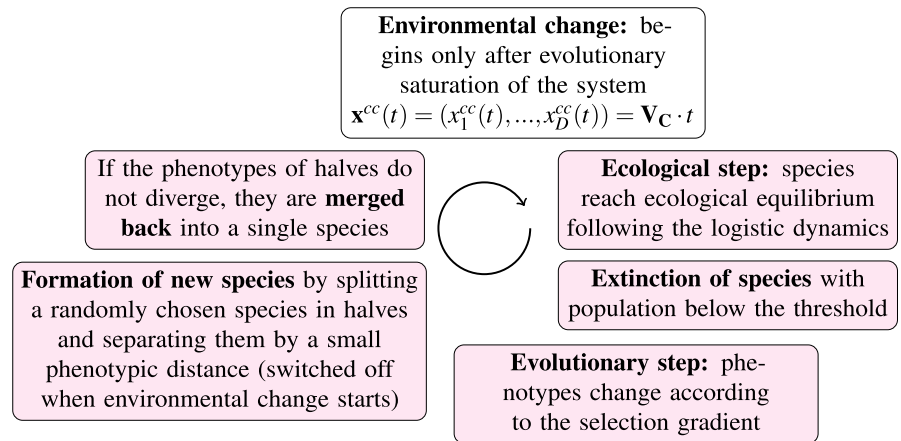 Environmental change: be-
gins only after evolutionary
saturation of the system
x^{cc}(t) = (x_1^{cc}(t),...,x_D^{cc}(t)) = V_C · t
If the phenotypes of halves do
not diverge, they are merged
back into a single species
Ecological step: species
reach ecological equilibrium
following the logistic dynamics
Formation of new species by splitting
a randomly chosen species in halves
and separating them by a small
phenotypic distance (switched off
when environmental change starts)
Extinction of species with
population below the threshold
Evolutionary step: phe-
notypes change according
to the selection gradient